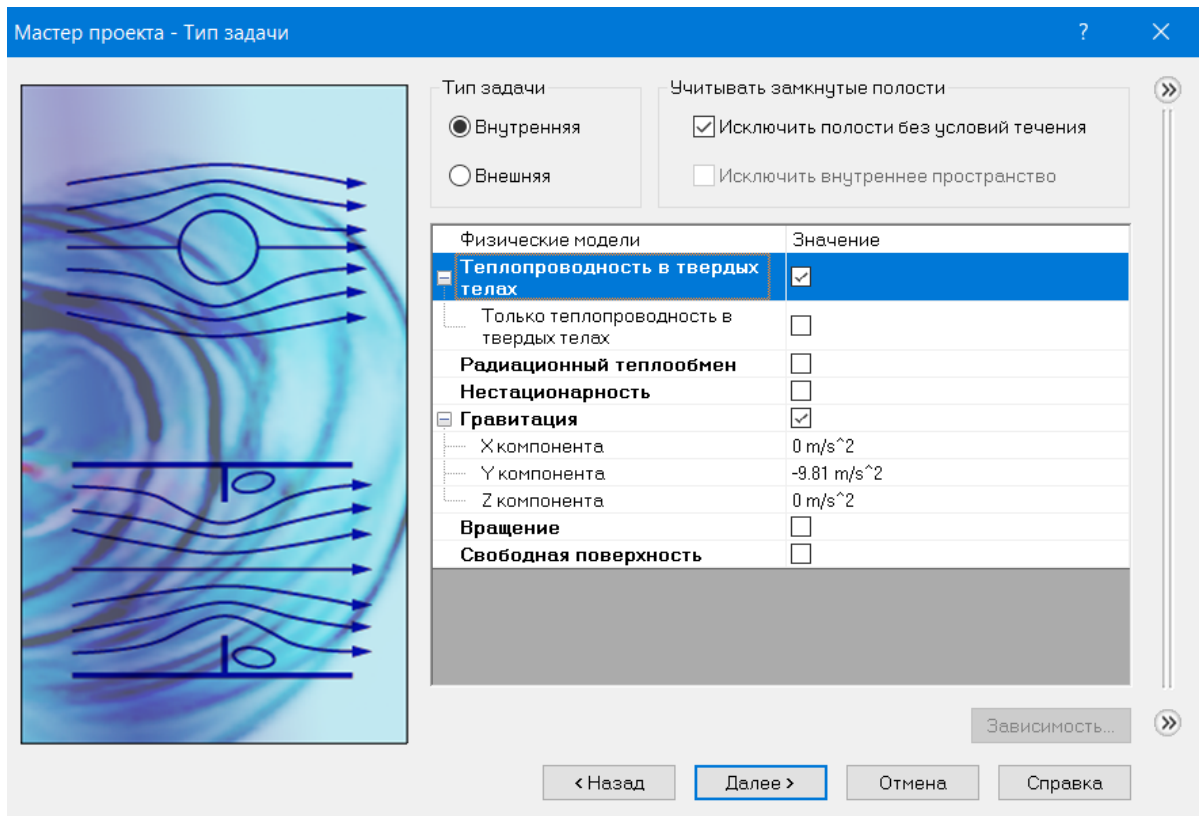 Мастер проекта - Тип задачи
?
Тип задачи
Учитывать замкнутые полости
Внутренняя
Исключить полости без условий течения
Внешняя
Исключить внутреннее пространство
Физические модели
Значение
Теплопроводность в твердых
телах
Только теплопроводность в
твердых телах
Радиационный теплообмен
Нестационарность
Гравитация
X компонента
0 m/s^2
Y компонента
-9.81 m/s^2
Z компонента
0 m/s^2
Вращение
Свободная поверхность
Зависимость...
< Назад
Далее >
Отмена
Справка